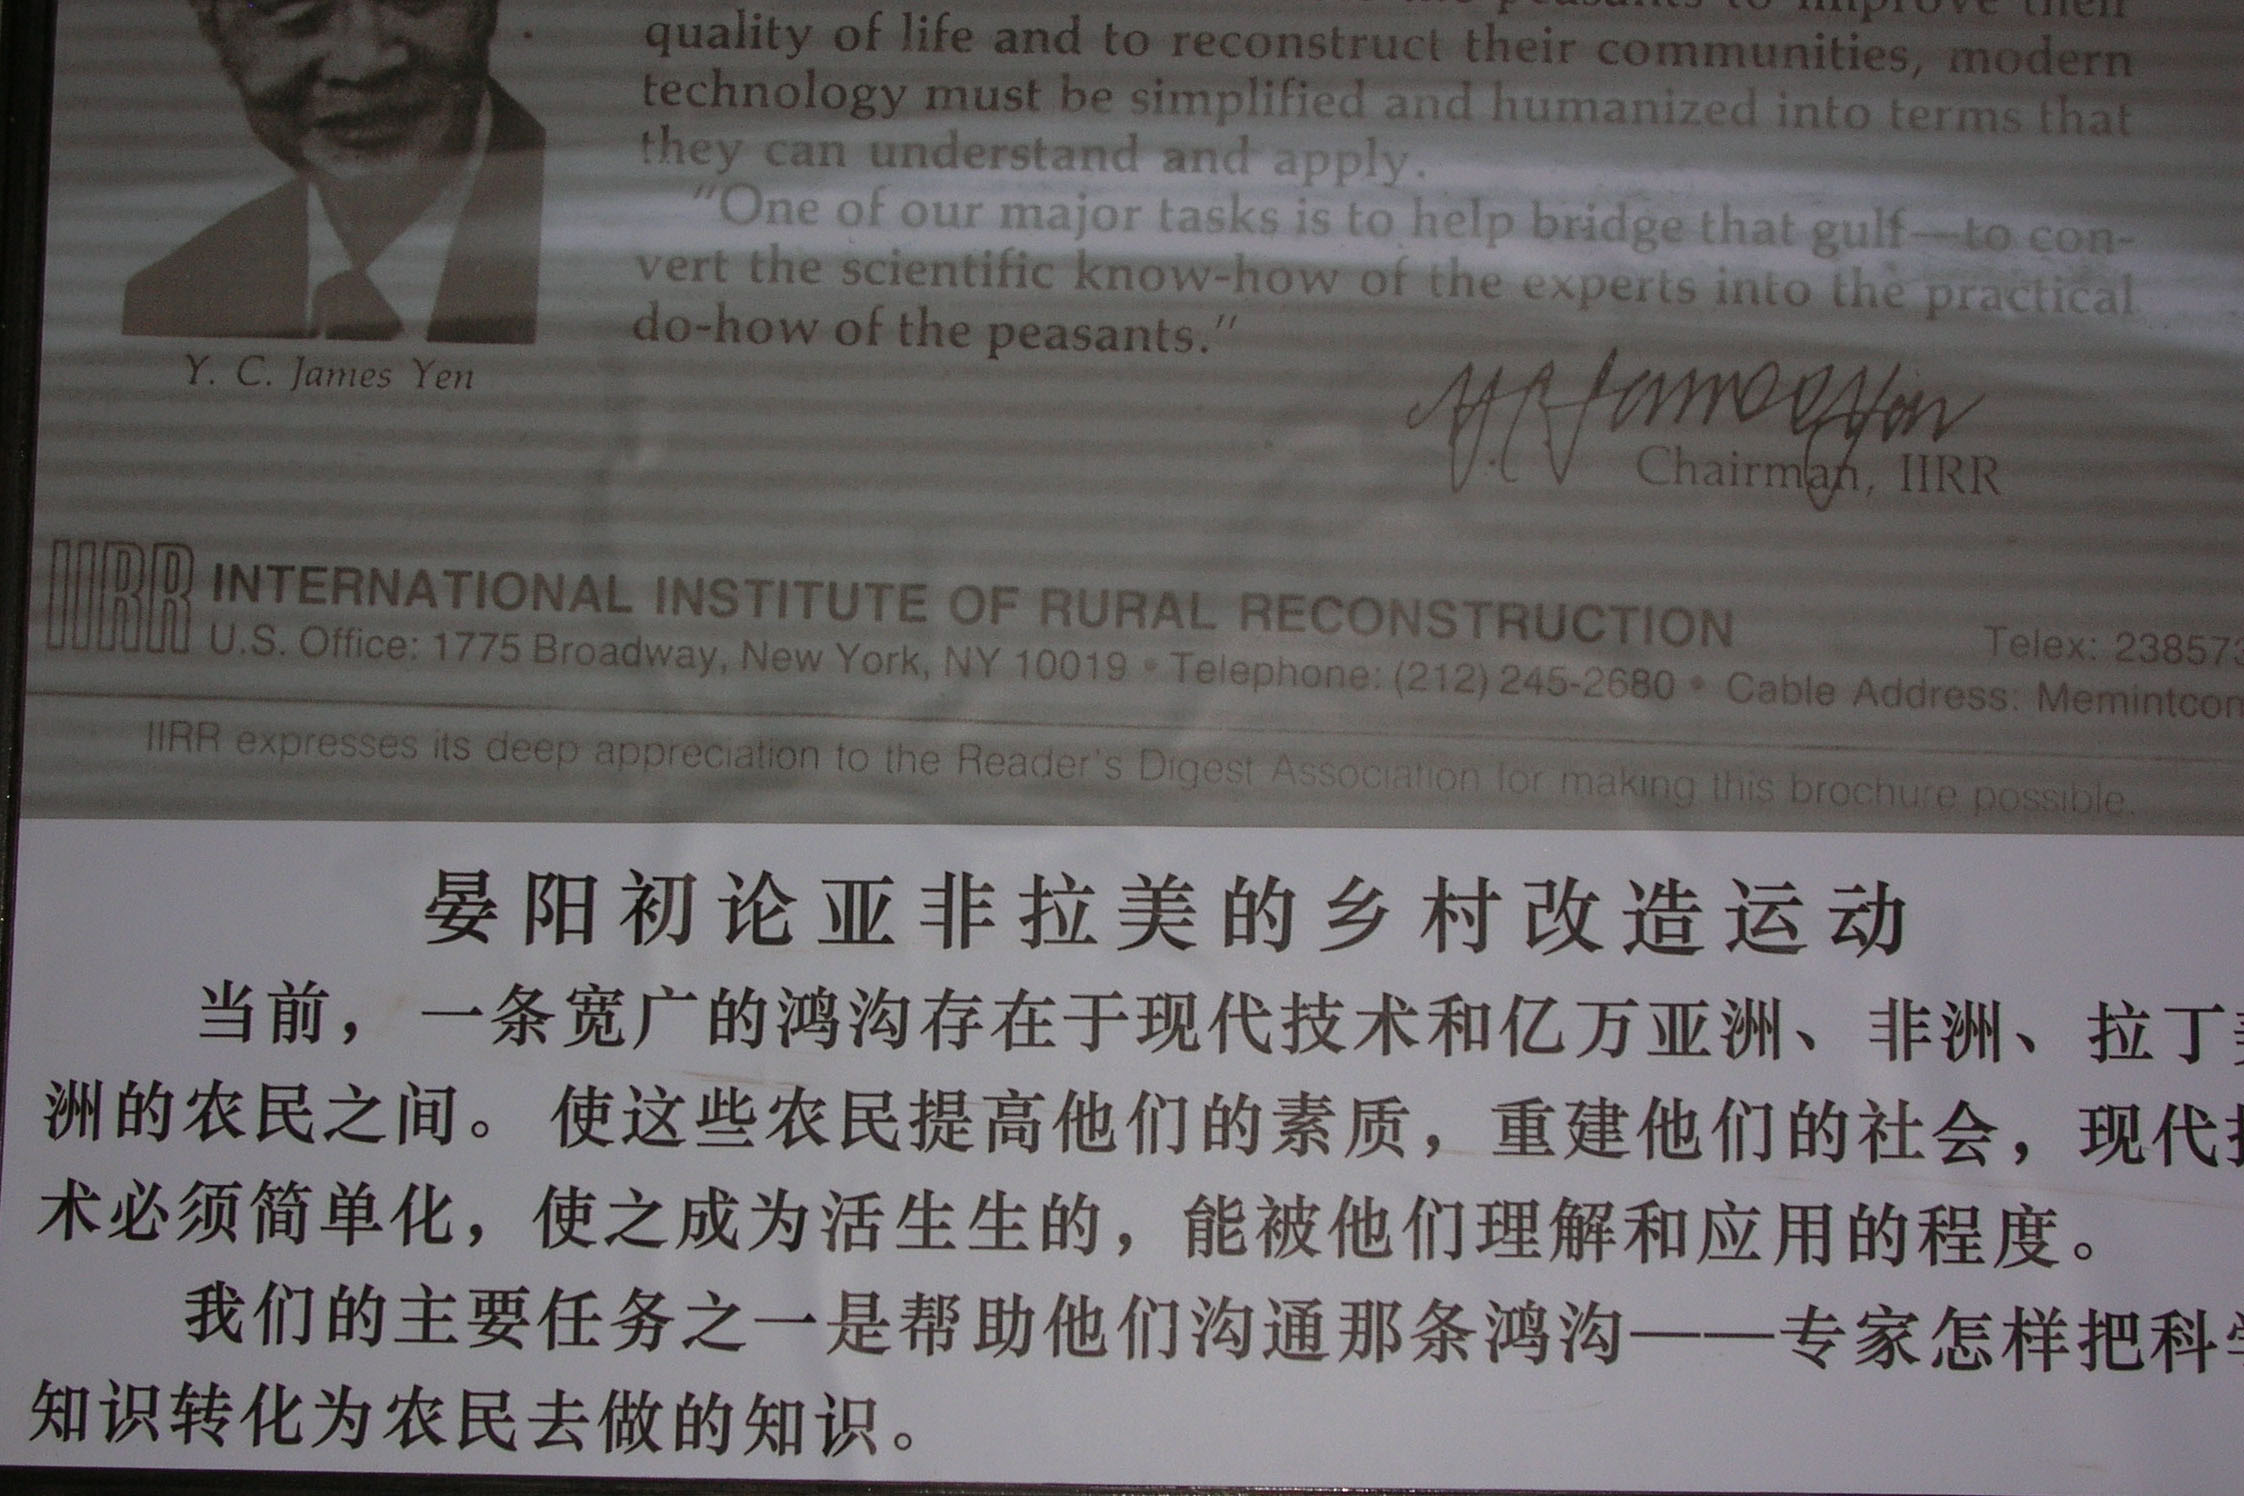 peasants to improve their
quality of life and to reconstruct their communities, modern
technology must be simplified and humanized into terms that
they can understand and apply.
"One of our major tasks is to help bridge that gulf—to con-
vert the scientific know-how of the experts into the practical
do-how of the peasants."
Y. C. James Yen
Y. C. James Yen
Chairman, IIRR
IIRR INTERNATIONAL INSTITUTE OF RURAL RECONSTRUCTION
Telex: 238573
U.S. Office: 1775 Broadway, New York, NY 10019 • Telephone: (212) 245-2680 • Cable Address: Memintcon
IIRR expresses its deep appreciation to the Reader's Digest Association for making this brochure possible.
晏阳初论亚非拉美的乡村改造运动
当前，一条宽广的鸿沟存在于现代技术和亿万亚洲、非洲、拉丁
洲的农民之间。使这些农民提高他们的素质，重建他们的社会，现代
术必须简单化，使之成为活生生的，能被他们理解和应用的程度。
我们的主要任务之一是帮助他们沟通那条鸿沟——专家怎样把科
知识转化为农民去做的知识。